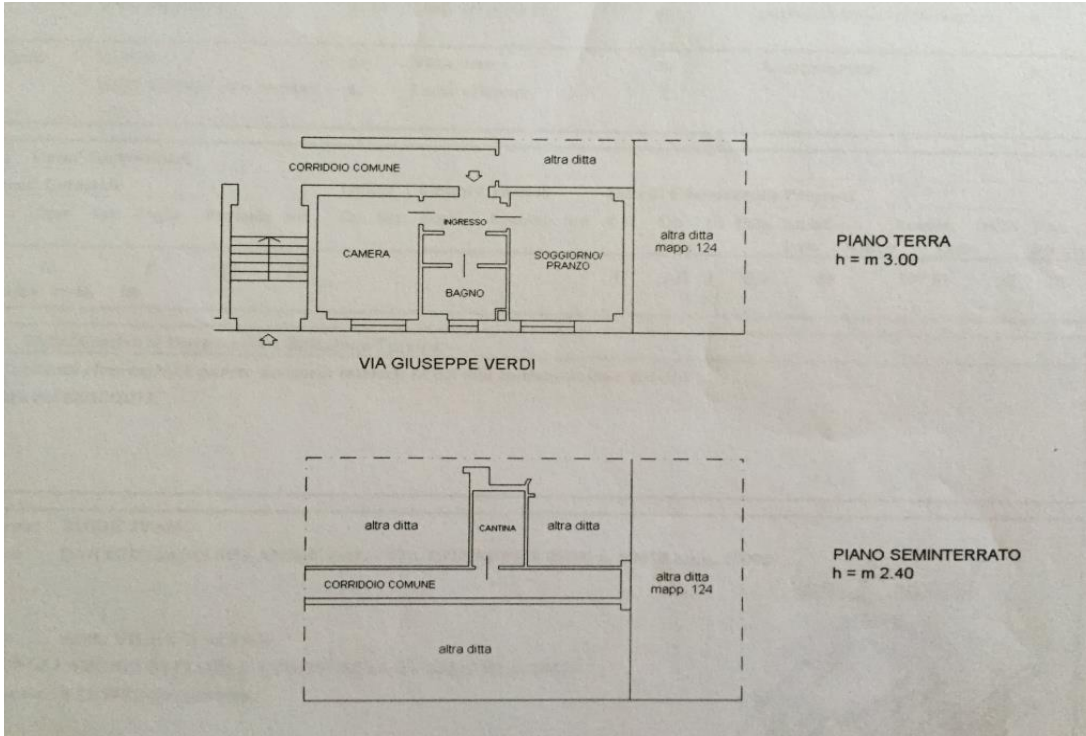 CORRIDOIO COMUNE
altra ditta
INGRESSO
CAMERA
SOGGIORNO/
PRANZO
BAGNO
altra ditta
mapp. 124
PIANO TERRA
h = m 3.00
VIA GIUSEPPE VERDI
altra ditta
CANTINA
altra ditta
CORRIDOIO COMUNE
altra ditta
mapp. 124
PIANO SEMINTERRATO
h = m 2.40
altra ditta